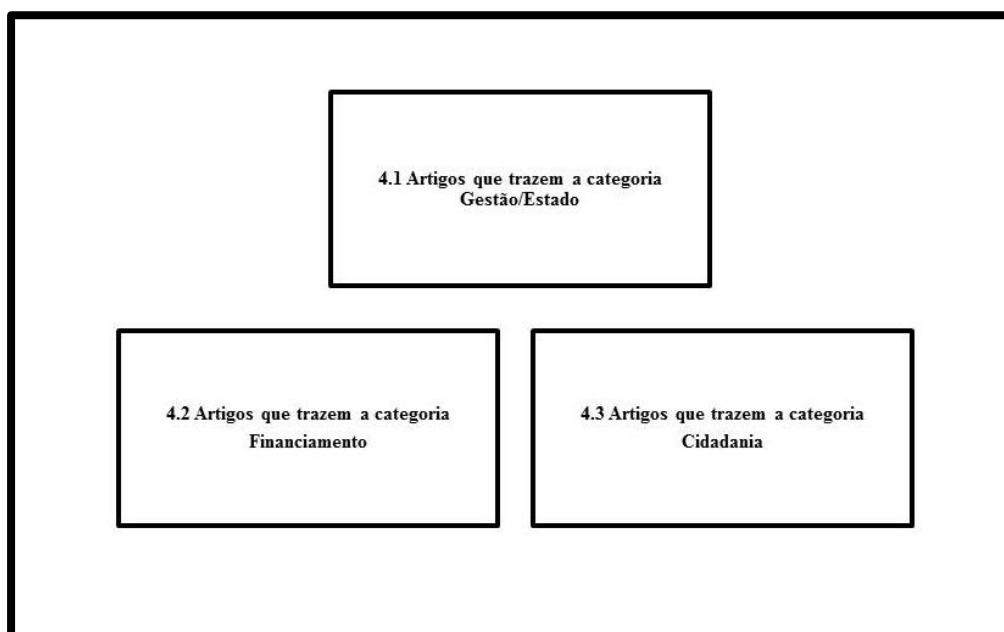 4.1 Artigos que trazem a categoria
Gestão/Estado
4.2 Artigos que trazem a categoria
Financiamento
4.3 Artigos que trazem a categoria
Cidadania